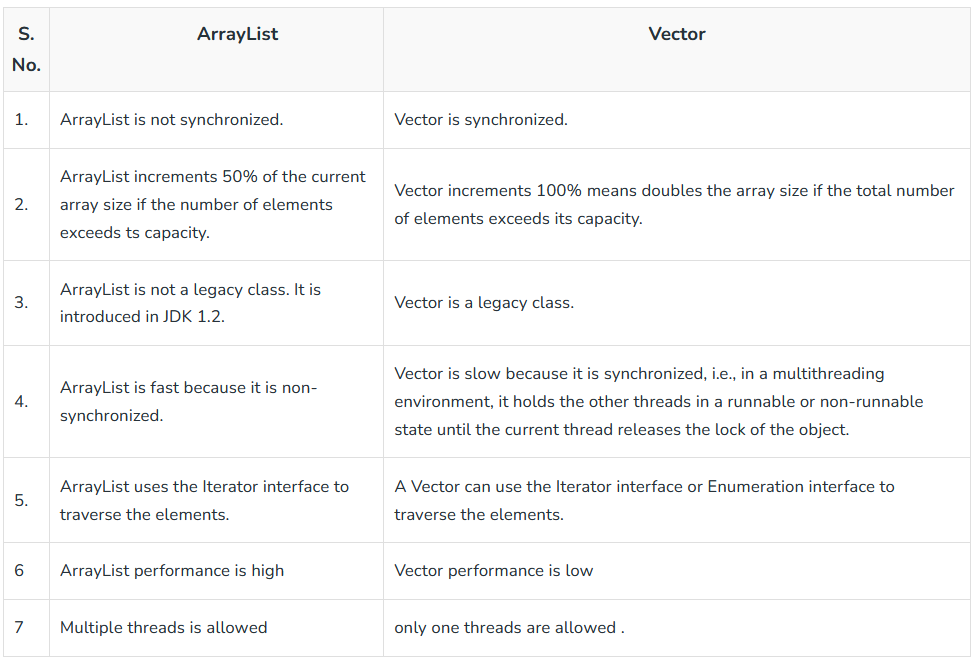 S. No. ArrayList Vector
1. ArrayList is not synchronized. Vector is synchronized.
2.
ArrayList increments 50% of the current
array size if the number of elements
exceeds ts capacity.
Vector increments 100% means doubles the array size if the total number
of elements exceeds its capacity.
3.
ArrayList is not a legacy class. It is
introduced in JDK 1.2.
Vector is a legacy class.
4.
ArrayList is fast because it is non-
synchronized.
Vector is slow because it is synchronized, i.e., in a multithreading
environment, it holds the other threads in a runnable or non-runnable
state until the current thread releases the lock of the object.
5.
ArrayList uses the Iterator interface to
traverse the elements.
A Vector can use the Iterator interface or Enumeration interface to
traverse the elements.
6 ArrayList performance is high Vector performance is low
7 Multiple threads is allowed only one threads are allowed .